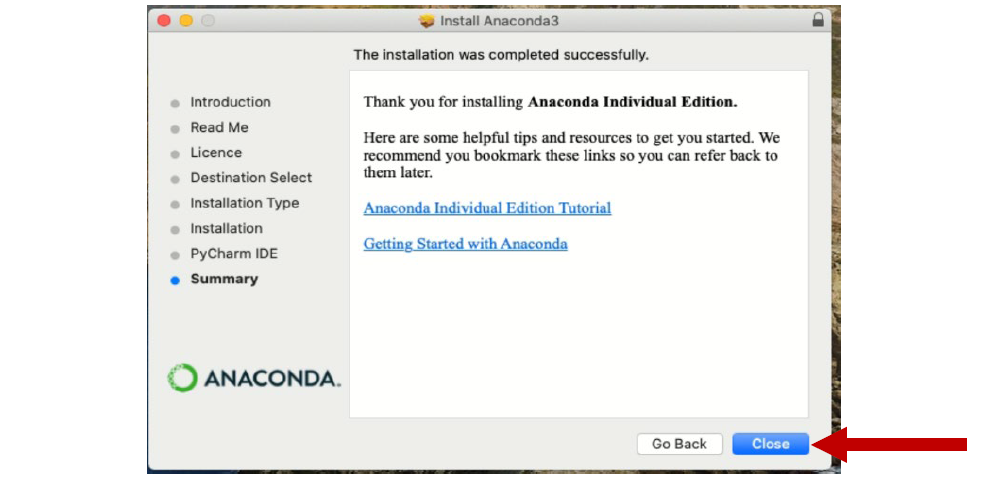 Install Anaconda3
The installation was completed successfully.
Introduction
Read Me
Licence
Destination Select
Installation Type
Installation
PyCharm IDE
Summary
ANACONDA.
Thank you for installing Anaconda Individual Edition.
Here are some helpful tips and resources to get you started. We
recommend you bookmark these links so you can refer back to
them later.
Anaconda Individual Edition Tutorial
Getting Started with Anaconda
Go Back
Close